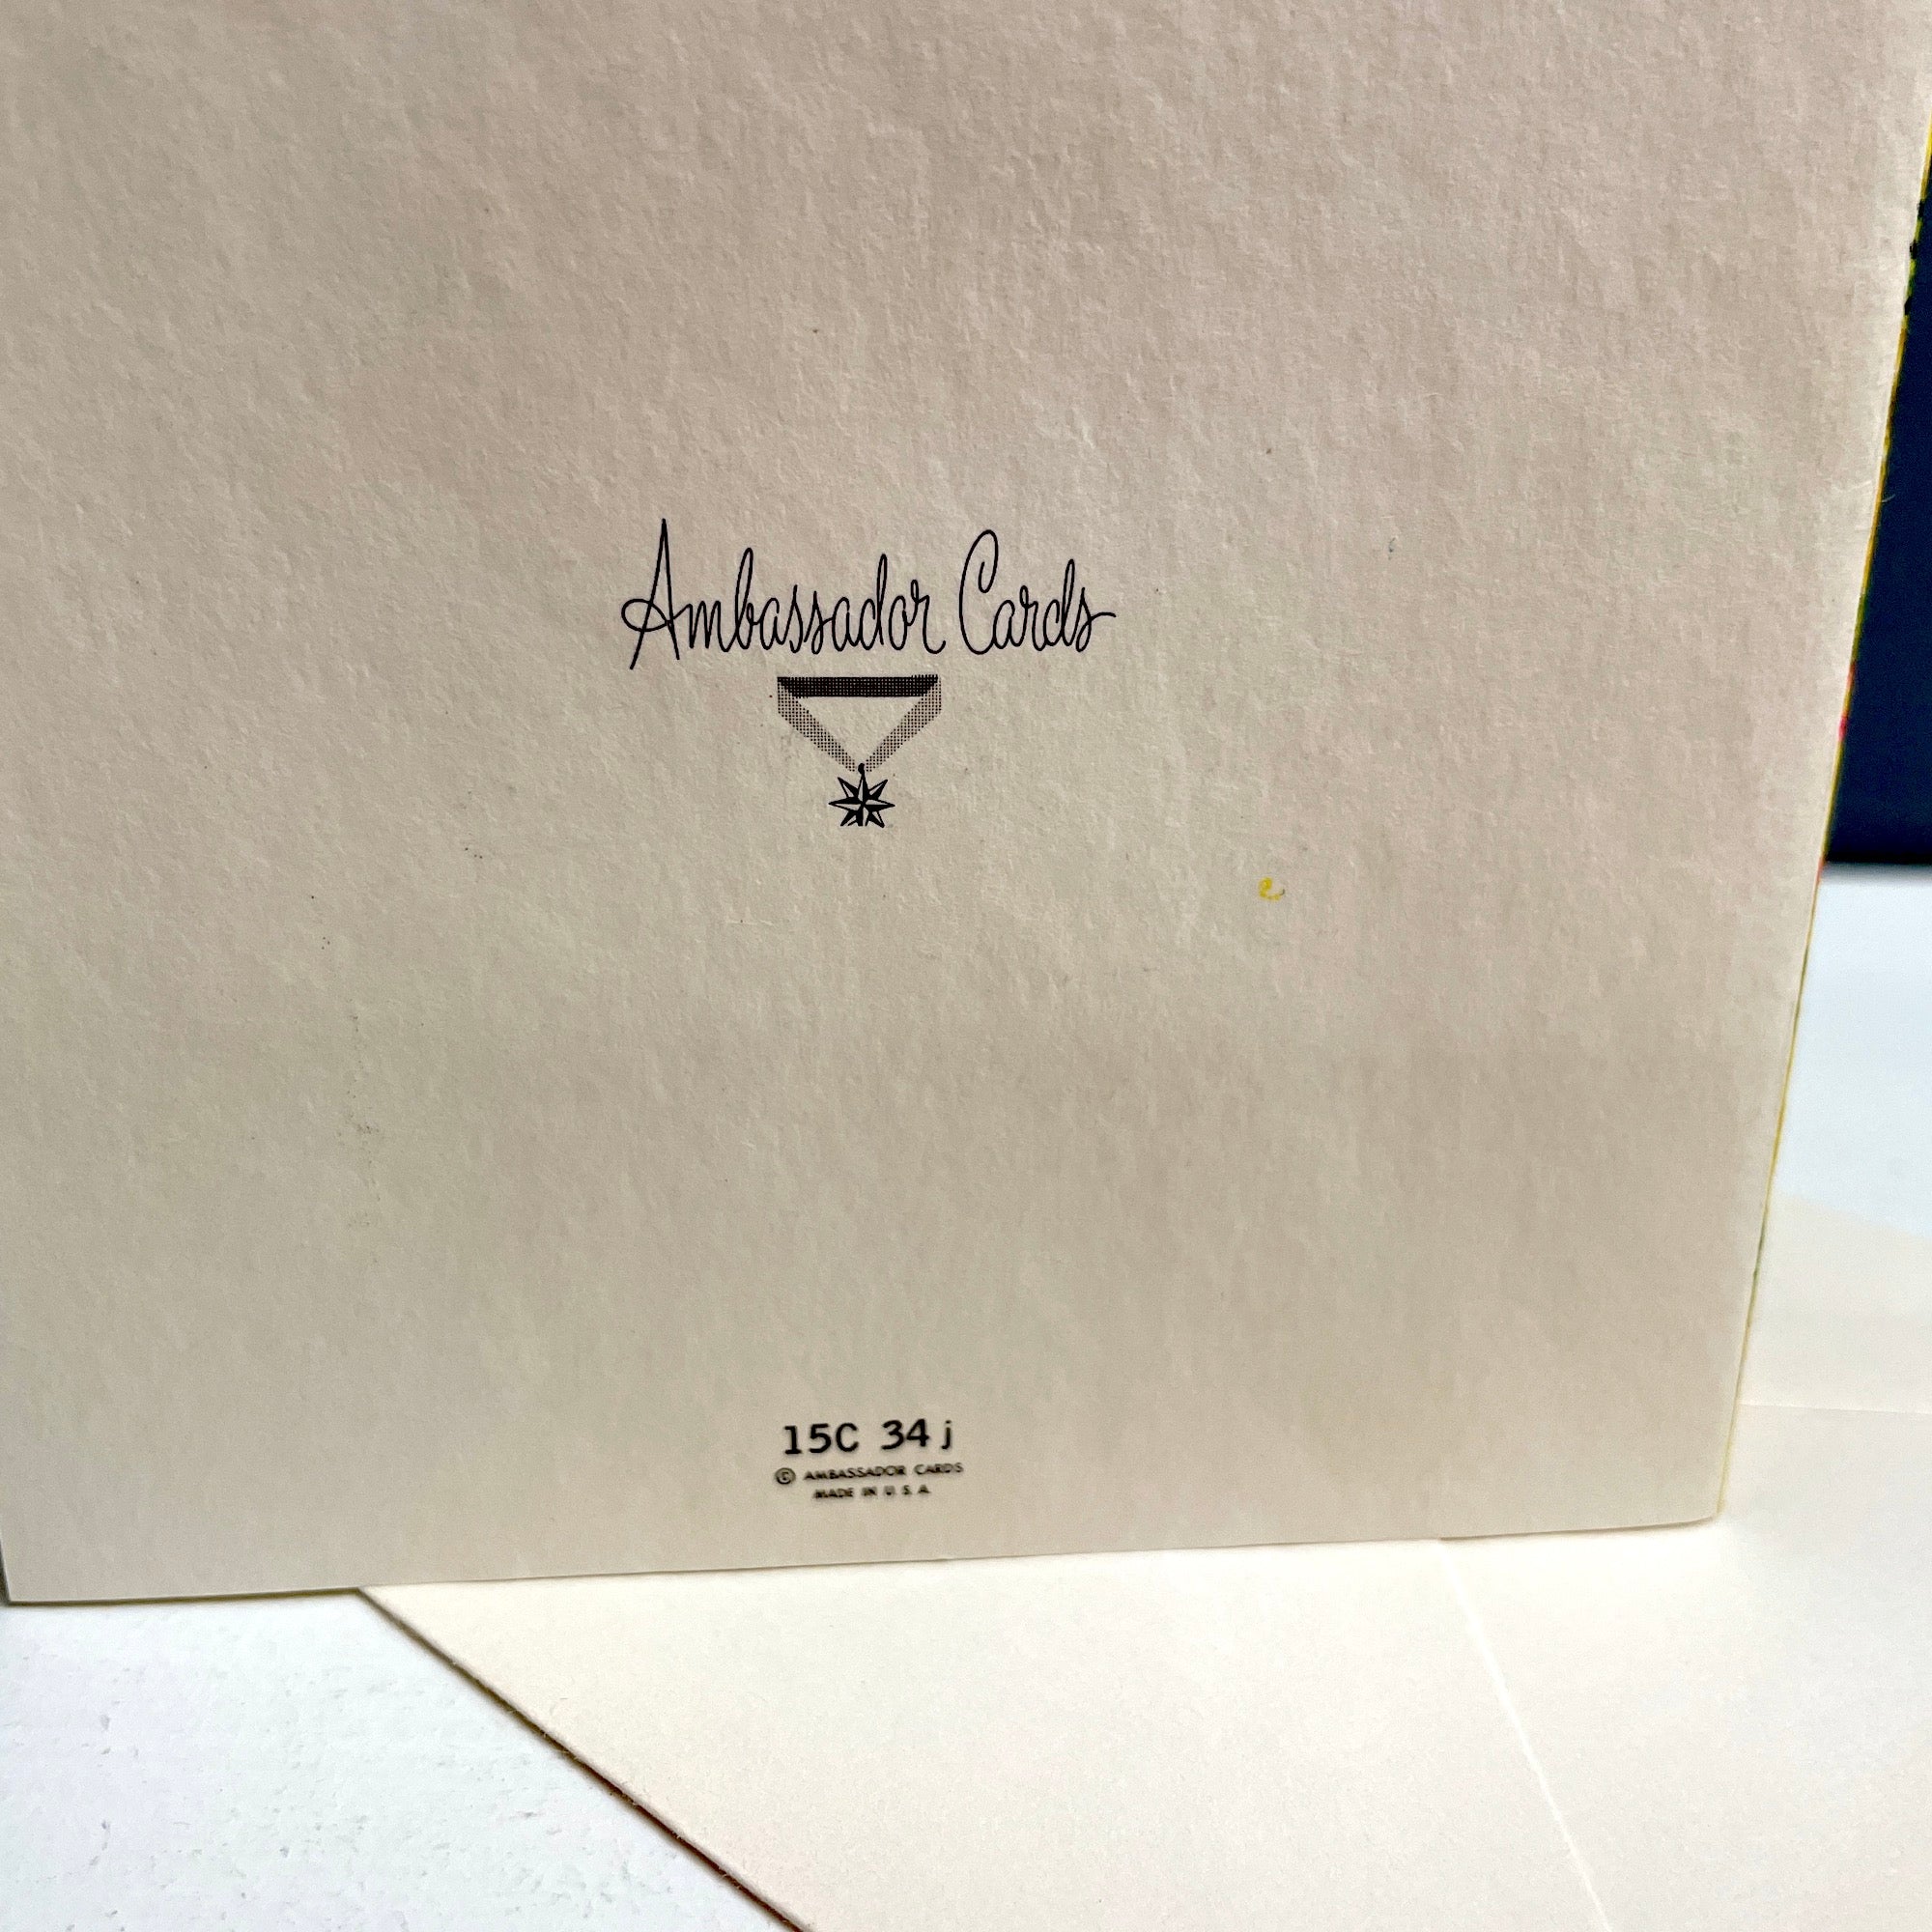 Ambassador Cards
15C 34 j
© AMBASSADOR CARDS
MADE IN U.S.A.